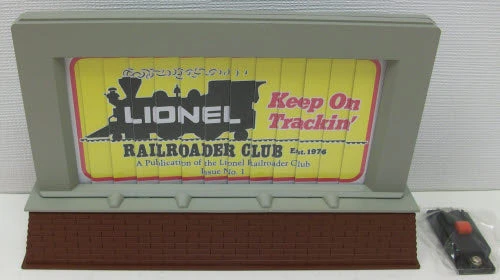 LIONEL
Keep On
Trackin'
RAILROADER CLUB Est. 1976
A Publication of the Lionel Railroader Club
Issue No. 1